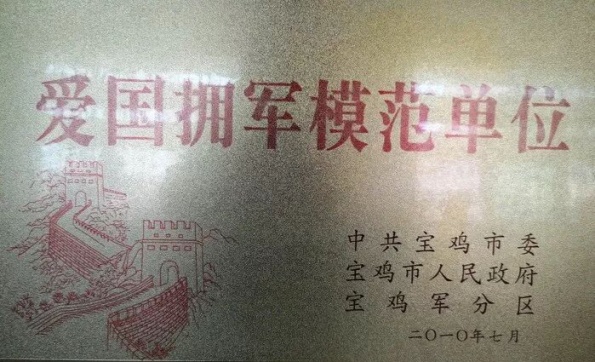 爱国拥军模范单位
中共宝鸡市委
宝鸡市人民政府
宝鸡军分区
二〇一〇年七月